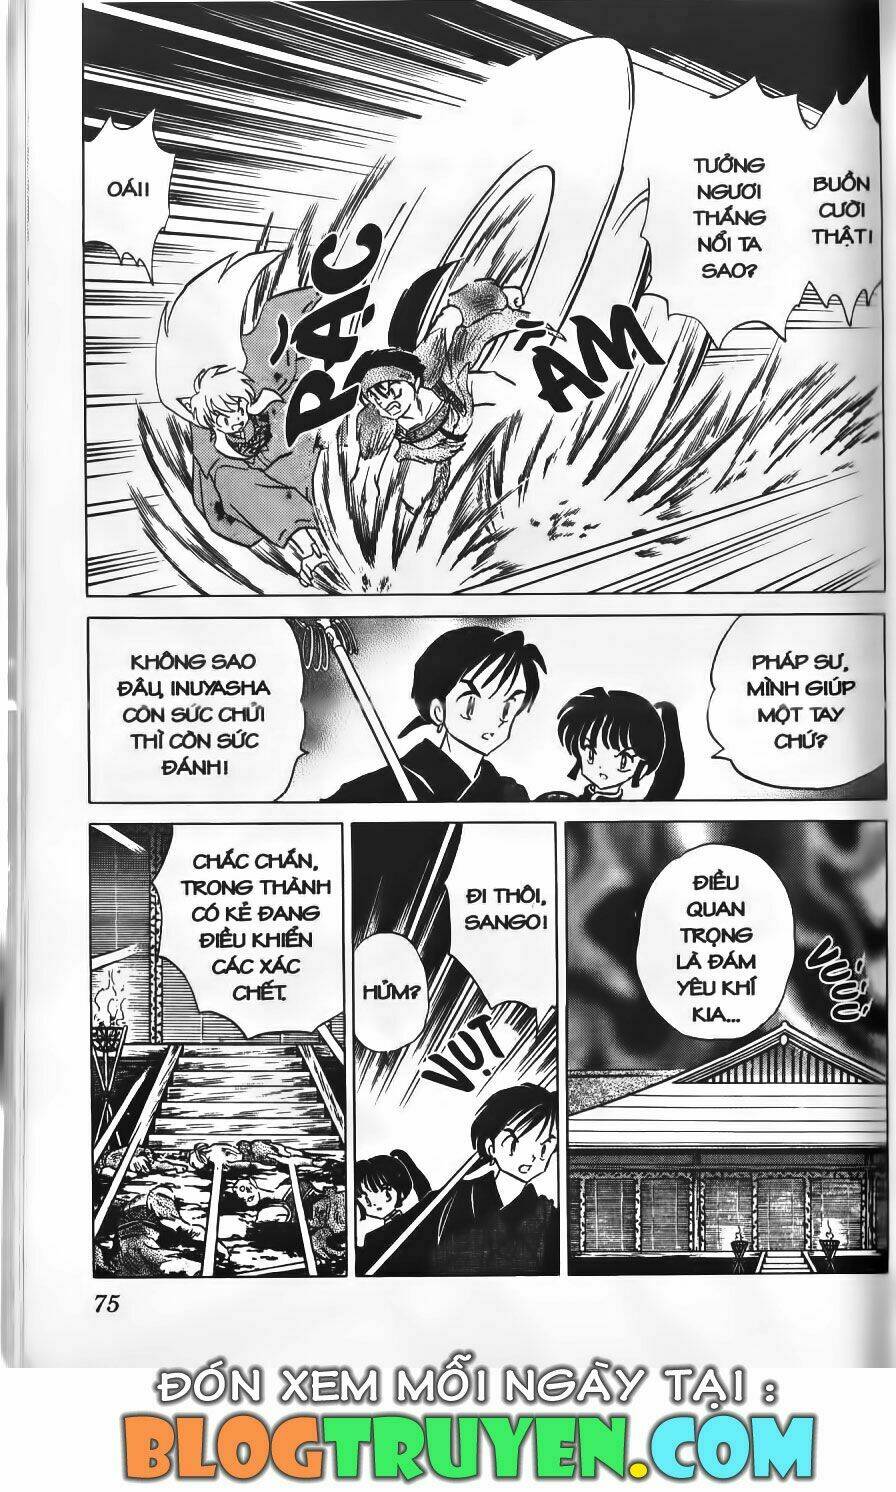 BUỒN
CƯỜI
THẬT!
TƯỞNG
NGƯƠI
THẮNG
NỔI TA
SAO?
ẦM
RẮC
OÁI!
PHÁP SƯ,
MÌNH GIÚP
MỘT TAY
CHỨ?
KHÔNG SAO
ĐÂU, INUYASHA
CÒN SỨC CHỬI
THÌ CÒN SỨC
ĐÁNH!
ĐIỀU
QUAN
TRỌNG
LÀ ĐÁM
YÊU KHÍ
KIA...
VUUU
ĐI THÔI,
SANGO!
HỬM?
VỤT
CHẮC CHẮN,
TRONG THÀNH
CÓ KẺ ĐANG
ĐIỀU KHIỂN
CÁC XÁC
CHẾT.
75
ĐÓN XEM MỖI NGÀY TẠI :
BLOGTRUYEN.COM